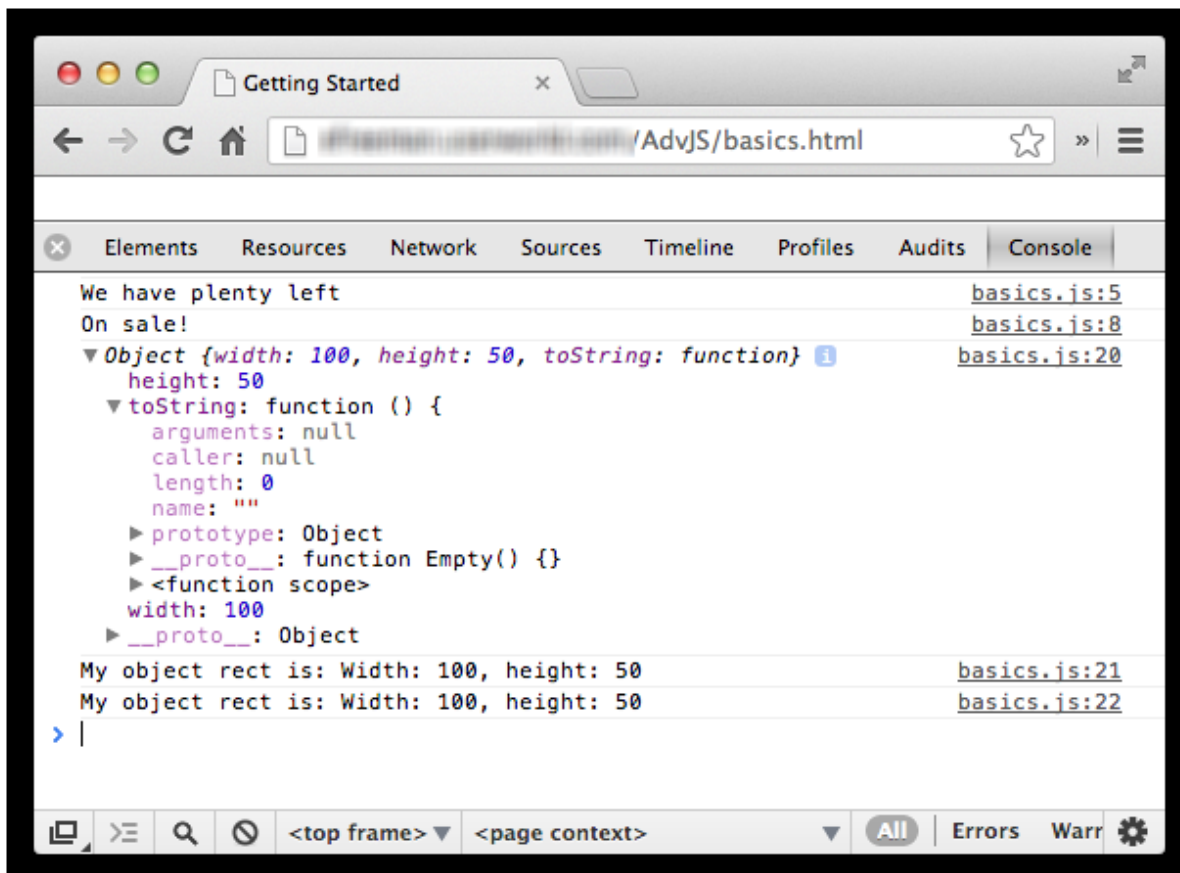 Getting Started
/AdvJS/basics.html
Elements Resources Network Sources Timeline Profiles Audits Console
We have plenty left basics.js:5
On sale! basics.js:8
▼Object {width: 100, height: 50, toString: function} i basics.js:20
height: 50
▼toString: function () {
arguments: null
caller: null
length: 0
name: ""
▶prototype: Object
▶__proto__: function Empty() {}
▶<function scope>
width: 100
▶__proto__: Object
My object rect is: Width: 100, height: 50 basics.js:21
My object rect is: Width: 100, height: 50 basics.js:22
>
<top frame>▼ <page context> ▼ All Errors Warr